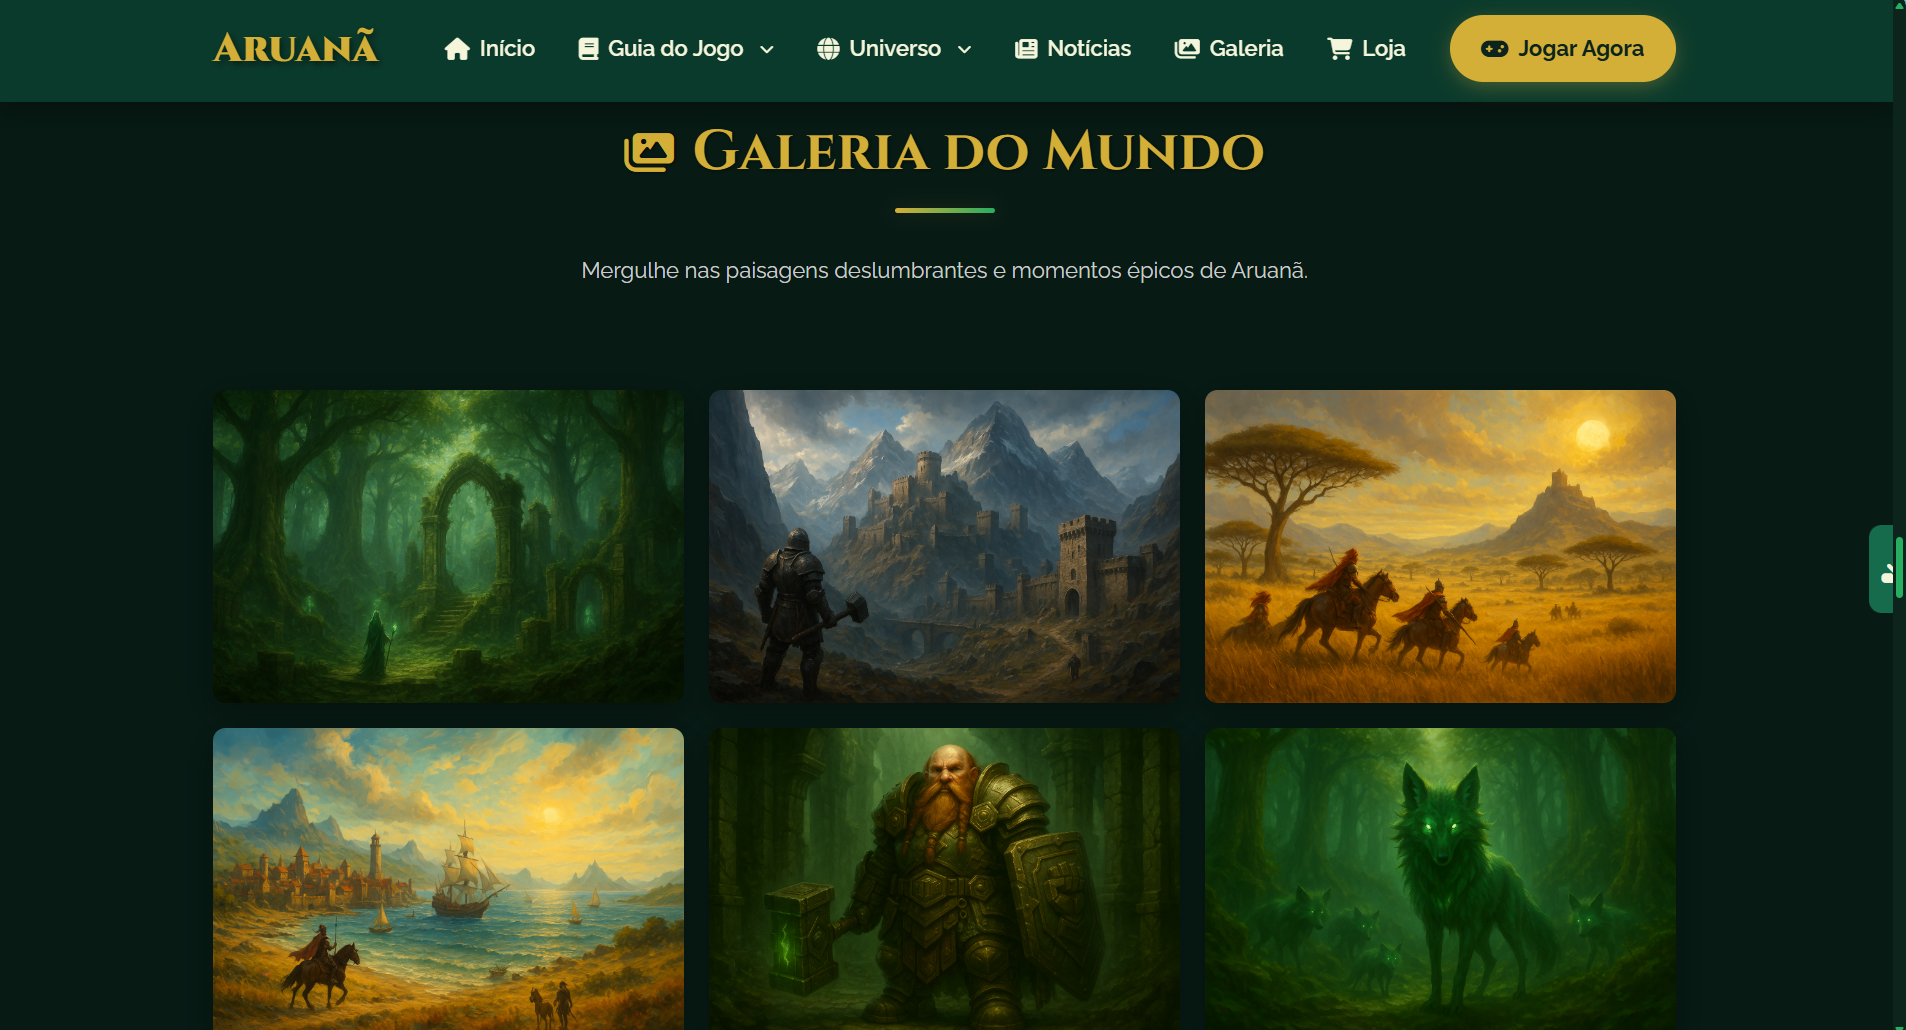 Aruanã
Início
Guia do Jogo
Universo
Notícias
Galeria
Loja
Jogar Agora
Galeria do Mundo
Mergulhe nas paisagens deslumbrantes e momentos épicos de Aruanã.